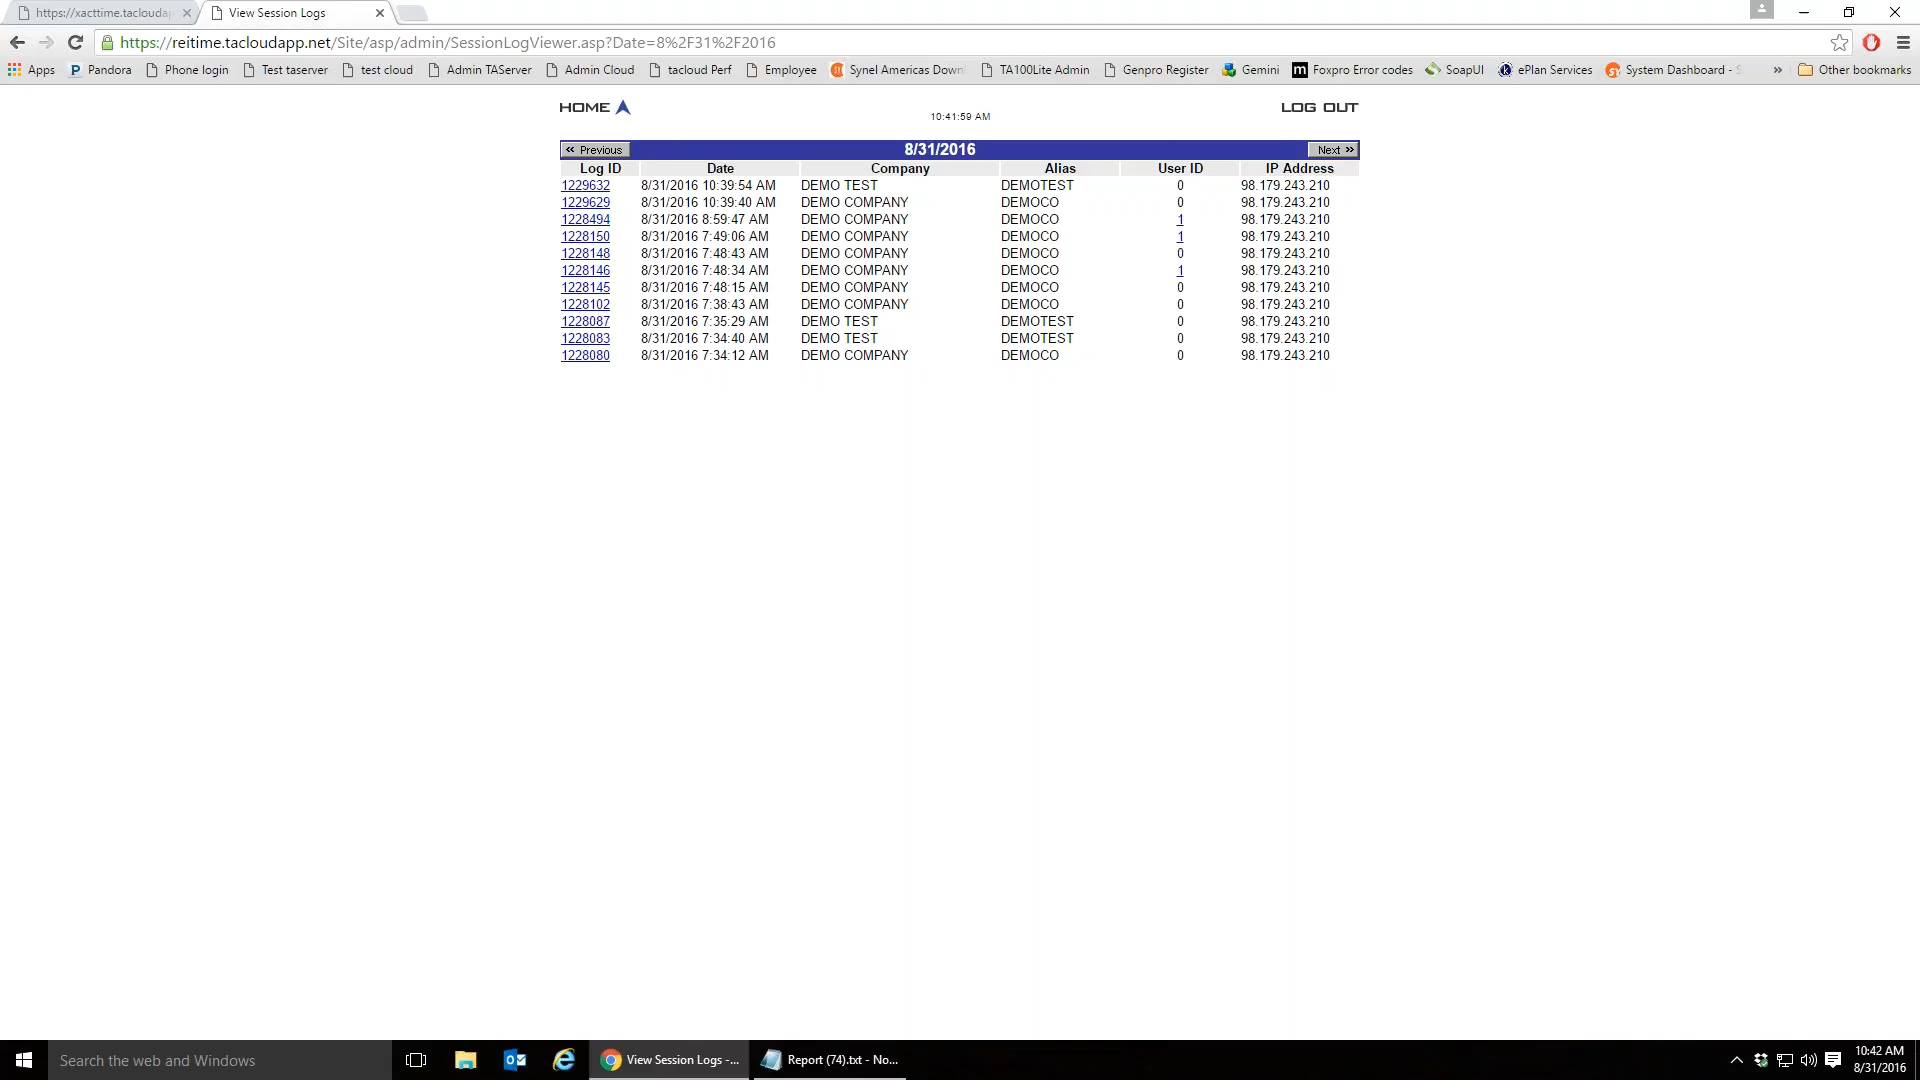 https://xacttime.tacloudap
View Session Logs
https://reitime.tacloudapp.net/Site/asp/admin/SessionLogViewer.asp?Date=8%2F31%2F2016
Apps Pandora Phone login Test taserver test cloud Admin TAServer Admin Cloud tacloud Perf Employee Synel Americas Down TA100Lite Admin Genpro Register Gemini Foxpro Error codes SoapUI ePlan Services System Dashboard - S » Other bookmarks
HOME LOG OUT
10:41:59 AM
« Previous 8/31/2016 Next »
Log ID Date Company Alias User ID IP Address
1229632 8/31/2016 10:39:54 AM DEMO TEST DEMOTEST 0 98.179.243.210
1229629 8/31/2016 10:39:40 AM DEMO COMPANY DEMOCO 0 98.179.243.210
1228494 8/31/2016 8:59:47 AM DEMO COMPANY DEMOCO 1 98.179.243.210
1228150 8/31/2016 7:49:06 AM DEMO COMPANY DEMOCO 1 98.179.243.210
1228148 8/31/2016 7:48:43 AM DEMO COMPANY DEMOCO 0 98.179.243.210
1228146 8/31/2016 7:48:34 AM DEMO COMPANY DEMOCO 1 98.179.243.210
1228145 8/31/2016 7:48:15 AM DEMO COMPANY DEMOCO 0 98.179.243.210
1228102 8/31/2016 7:38:43 AM DEMO COMPANY DEMOCO 0 98.179.243.210
1228087 8/31/2016 7:35:29 AM DEMO TEST DEMOTEST 0 98.179.243.210
1228083 8/31/2016 7:34:40 AM DEMO TEST DEMOTEST 0 98.179.243.210
1228080 8/31/2016 7:34:12 AM DEMO COMPANY DEMOCO 0 98.179.243.210
Search the web and Windows
View Session Logs -...
Report (74).txt - No...
10:42 AM
8/31/2016